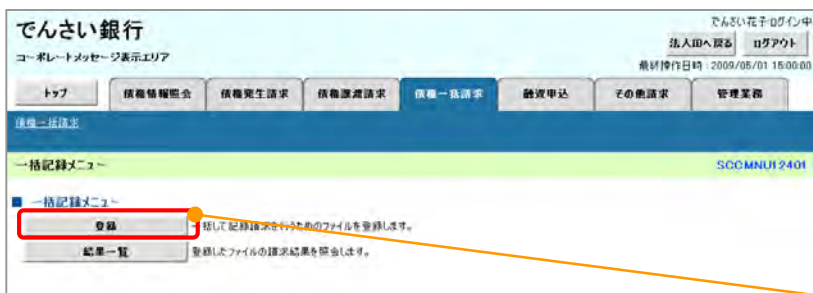 でんさい銀行
でんさい花子ログイン中
コーポレートメッセージ表示エリア
法人IDへ戻る ログアウト
最終操作日時：2009/05/01 15:00:00
トップ 債権情報照会 債権発生請求 債権譲渡請求 債権一括請求 融資申込 その他請求 管理業務
債権一括請求
一括記録メニュー SCCMNU12401
■ 一括記録メニュー
登録 一括して記録請求を行うためのファイルを登録します。
結果一覧 登録したファイルの請求結果を照会します。